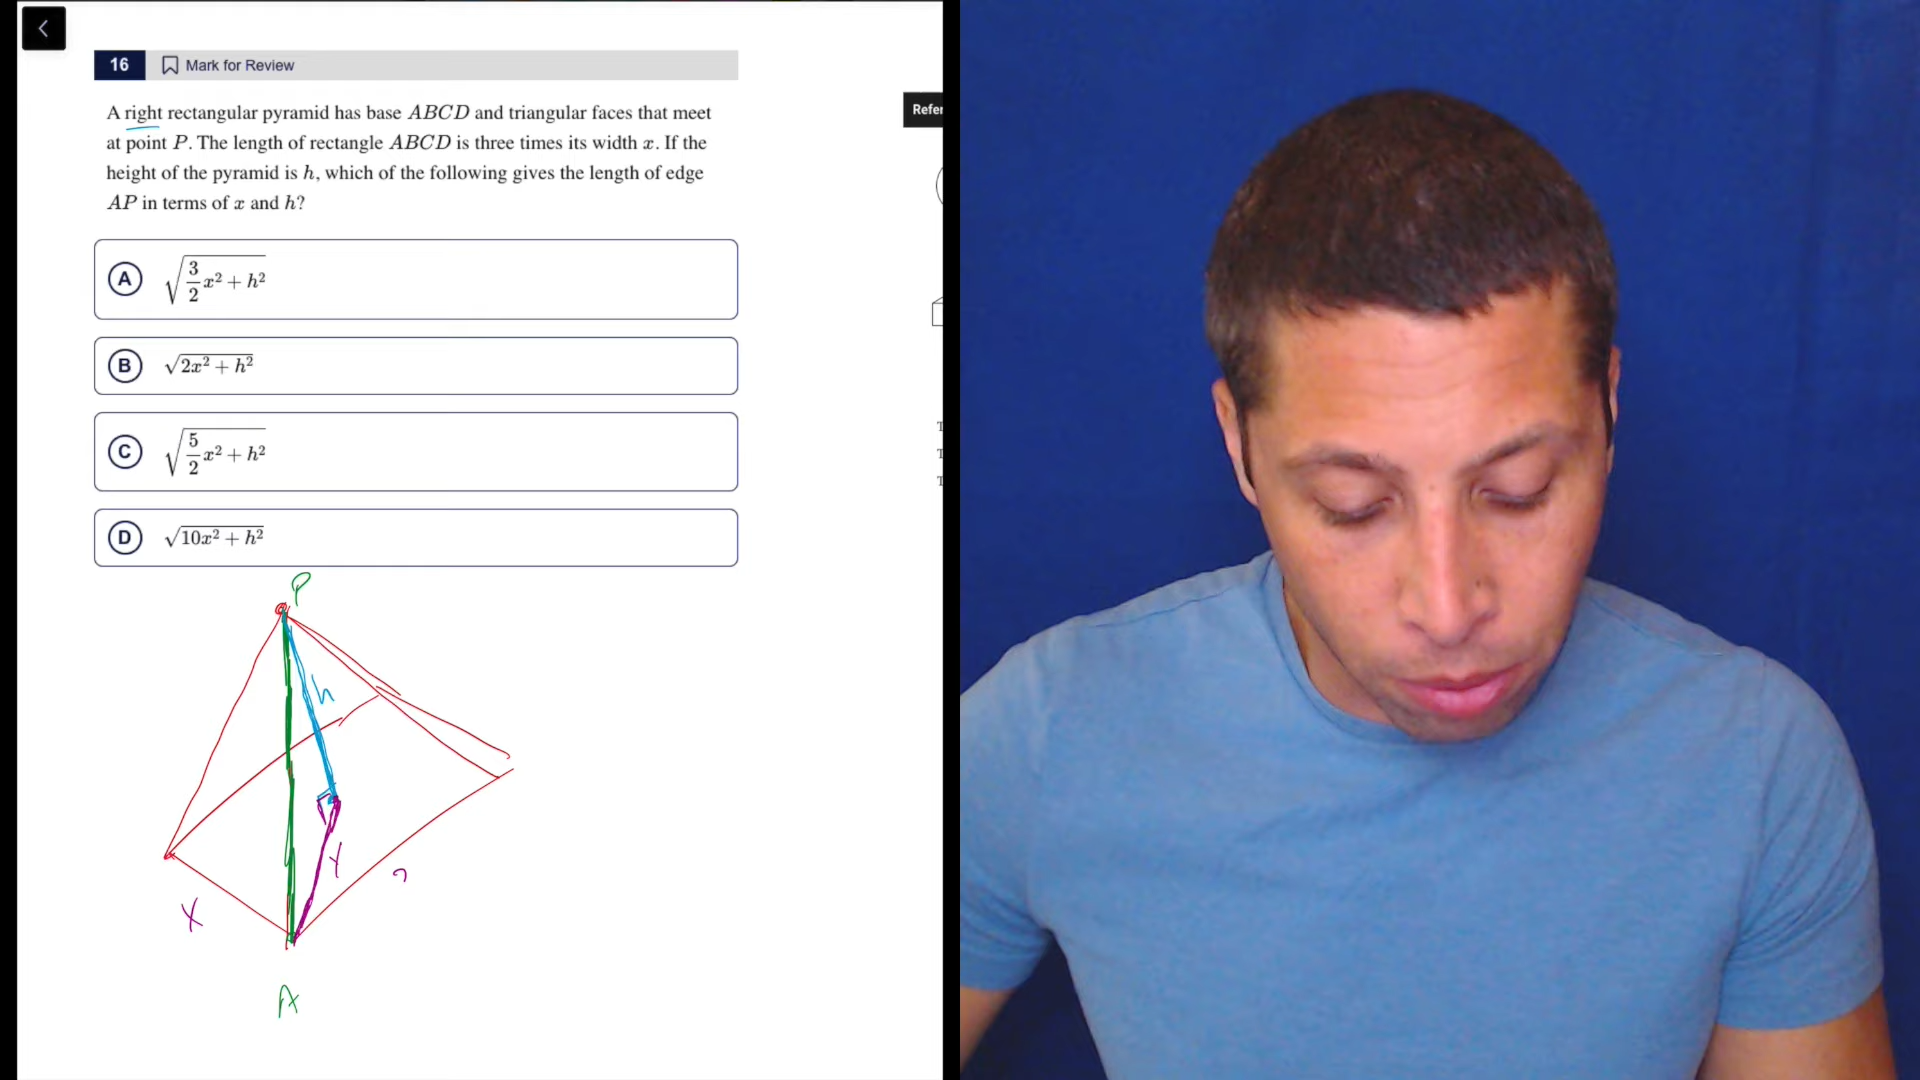 16 Mark for Review
Refer
A right rectangular pyramid has base ABCD and triangular faces that meet
at point P. The length of rectangle ABCD is three times its width x. If the
height of the pyramid is h, which of the following gives the length of edge
AP in terms of x and h?
A √(3/2 x² + h²)
B √(2x² + h²)
C √(5/2 x² + h²)
D √(10x² + h²)
P
h
Y
X
A